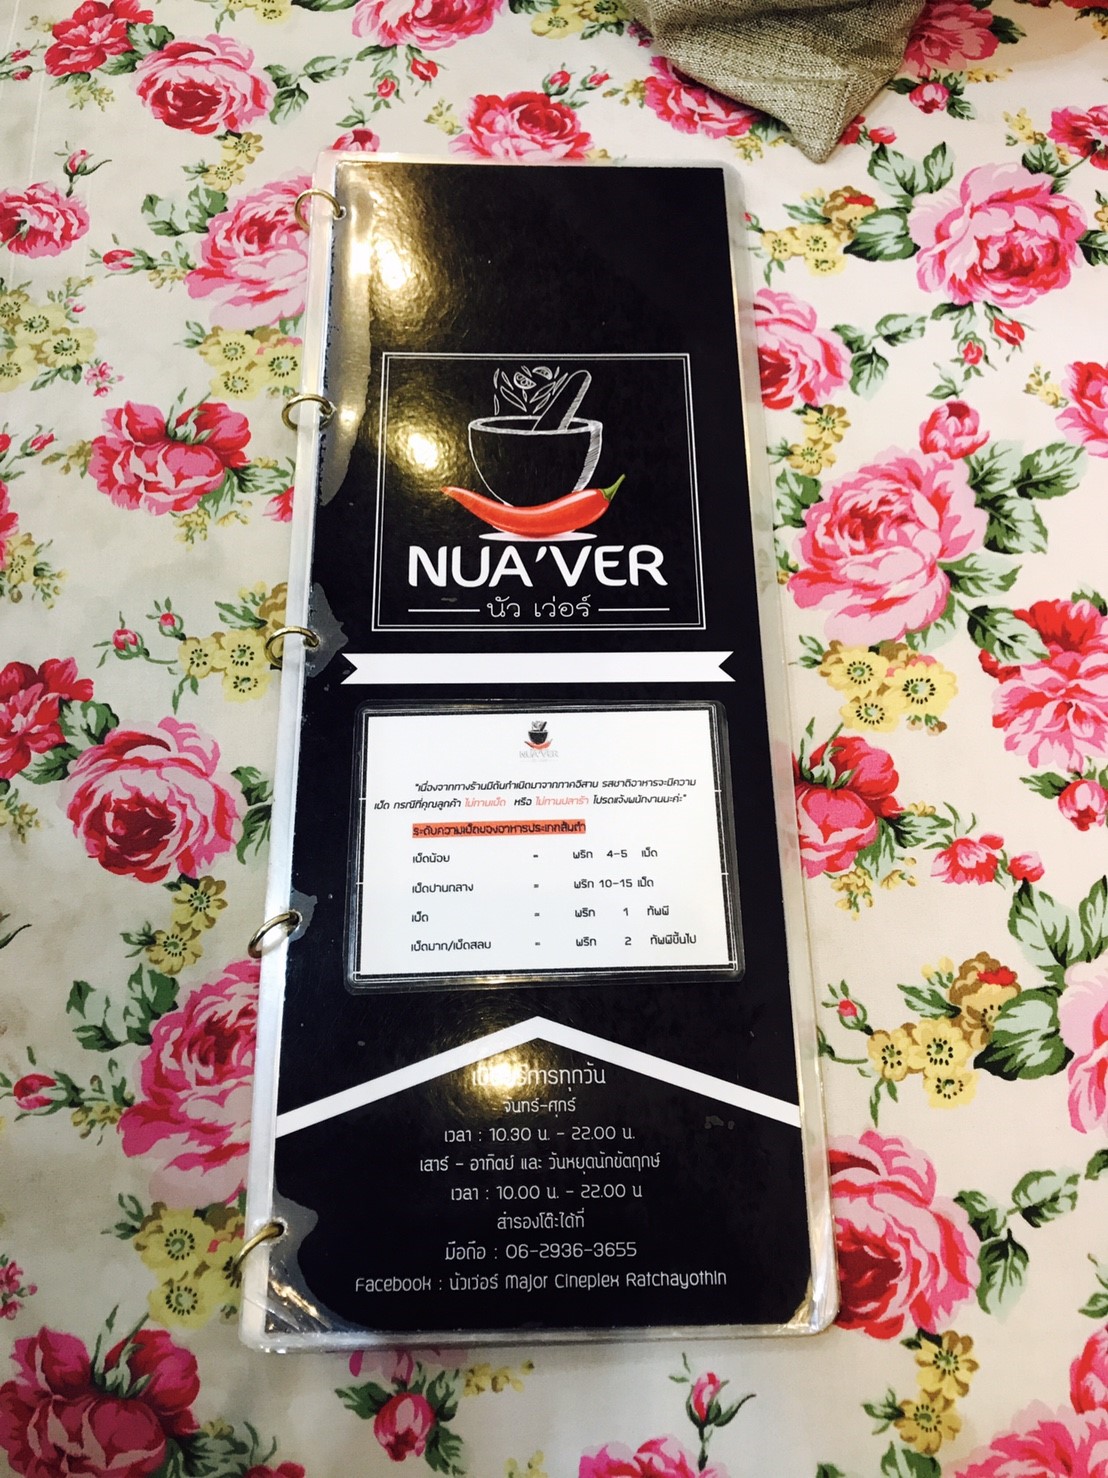 NUA'VER
นัว เว่อร์
NUA'VER
"เนื่องจากทางร้านมีต้นกำเนิดมาจากภาคอีสาน รสชาติอาหารจะมีความ
เผ็ด กรณีที่คุณลูกค้า ไม่ทานเผ็ด หรือ ไม่ทานปลาร้า โปรดแจ้งพนักงานนะค่ะ"
ระดับความเผ็ดของอาหารประเภทส้มตำ
เผ็ดน้อย = พริก 4-5 เม็ด
เผ็ดปานกลาง = พริก 10-15 เม็ด
เผ็ด = พริก 1 ทัพพี
เผ็ดมาก/เผ็ดสลบ = พริก 2 ทัพพีขึ้นไป
เปิดบริการทุกวัน
จันทร์-ศุกร์
เวลา : 10.30 น. - 22.00 น.
เสาร์ - อาทิตย์ และ วันหยุดนักขัตฤกษ์
เวลา : 10.00 น. - 22.00 น
สำรองโต๊ะได้ที่
มือถือ : 06-2936-3655
Facebook : นัวเว่อร์ Major Cineplex Ratchayothin